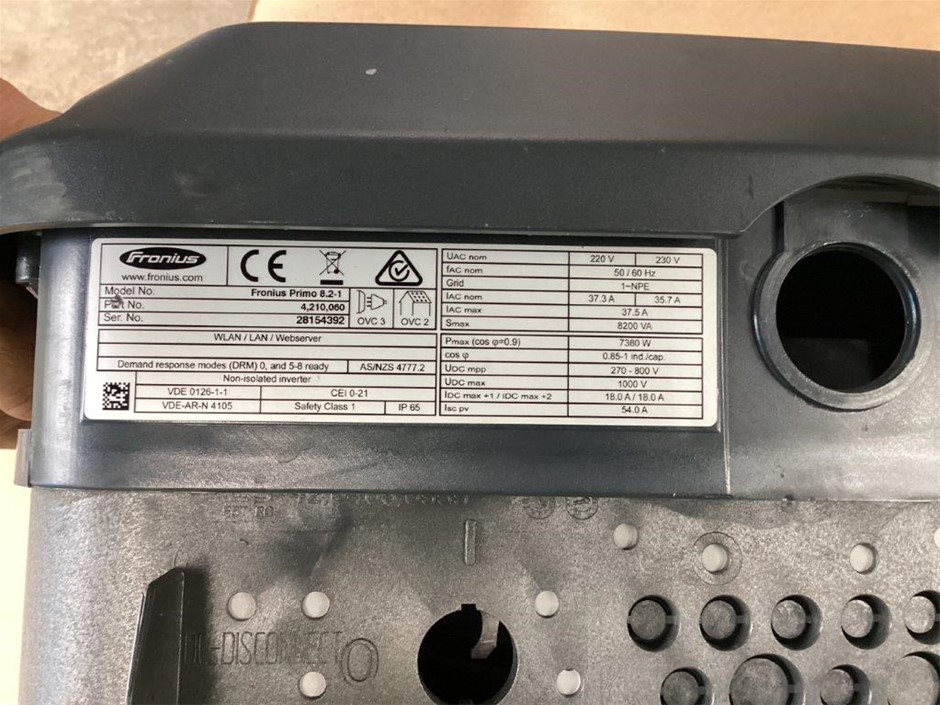 Fronius
www.fronius.com
CE
Model No. Fronius Primo 8.2-1
Part No. 4,210,060
Ser. No. 28154392
OVC 3 OVC 2
WLAN / LAN / Webserver
Demand response modes (DRM) 0, and 5-8 ready AS/NZS 4777.2
Non-isolated inverter
VDE 0126-1-1 CEI 0-21
VDE-AR-N 4105 Safety Class 1 IP 65
UAC nom 220 V 230 V
fAC nom 50 / 60 Hz
Grid 1~NPE
IAC nom 37.3 A 35.7 A
IAC max 37.5 A
Smax 8200 VA
Pmax (cos φ=0.9) 7380 W
cos φ 0.85-1 ind./cap.
UDC mpp 270 - 800 V
UDC max 1000 V
IDC max ÷1 / IDC max ÷2 18.0 A / 18.0 A
Isc pv 54.0 A
DISCONNECT